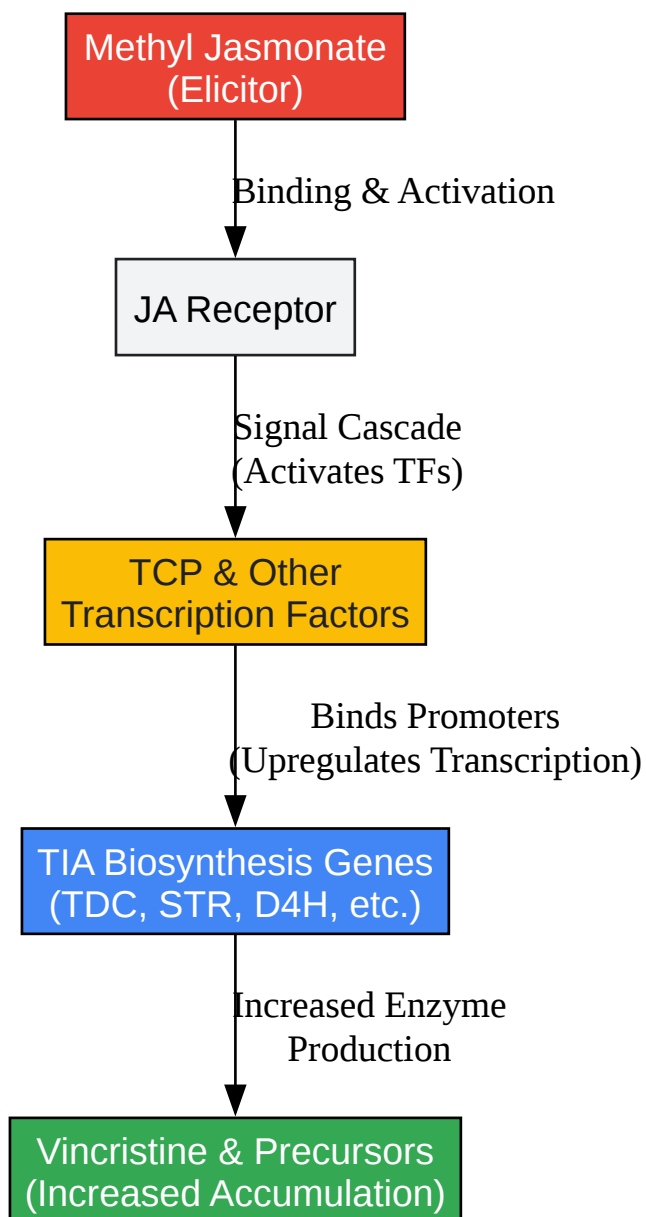 Methyl Jasmonate
(Elicitor)
Binding & Activation
JA Receptor
Signal Cascade
(Activates TFs)
TCP & Other
Transcription Factors
Binds Promoters
(Upregulates Transcription)
TIA Biosynthesis Genes
(TDC, STR, D4H, etc.)
Increased Enzyme
Production
Vincristine & Precursors
(Increased Accumulation)